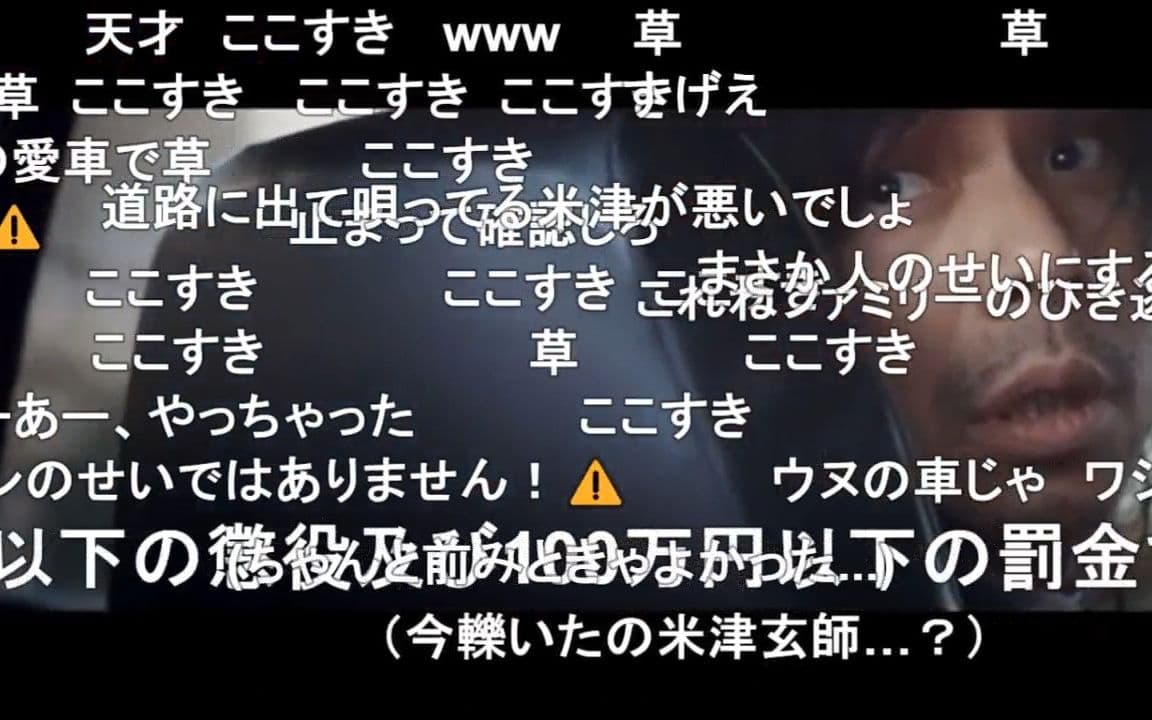 天才 ここすき www 草 草
草 ここすき ここすき ここすき すげえ
の愛車で草 ここすき
道路に出て唄ってる米津が悪いでしょ
⚠ 止まって確認しろ
まさか人のせいにする
ここすき ここすき これねファミリーのひき逃
ここすき 草 ここすき
ーあー、やっちゃった ここすき
ンのせいではありません！⚠ ウヌの車じゃ ワシ
以下の懲役及び100万円以下の罰金
(ちゃんと前みときゃよかった…)
（今轢いたの米津玄師…？）